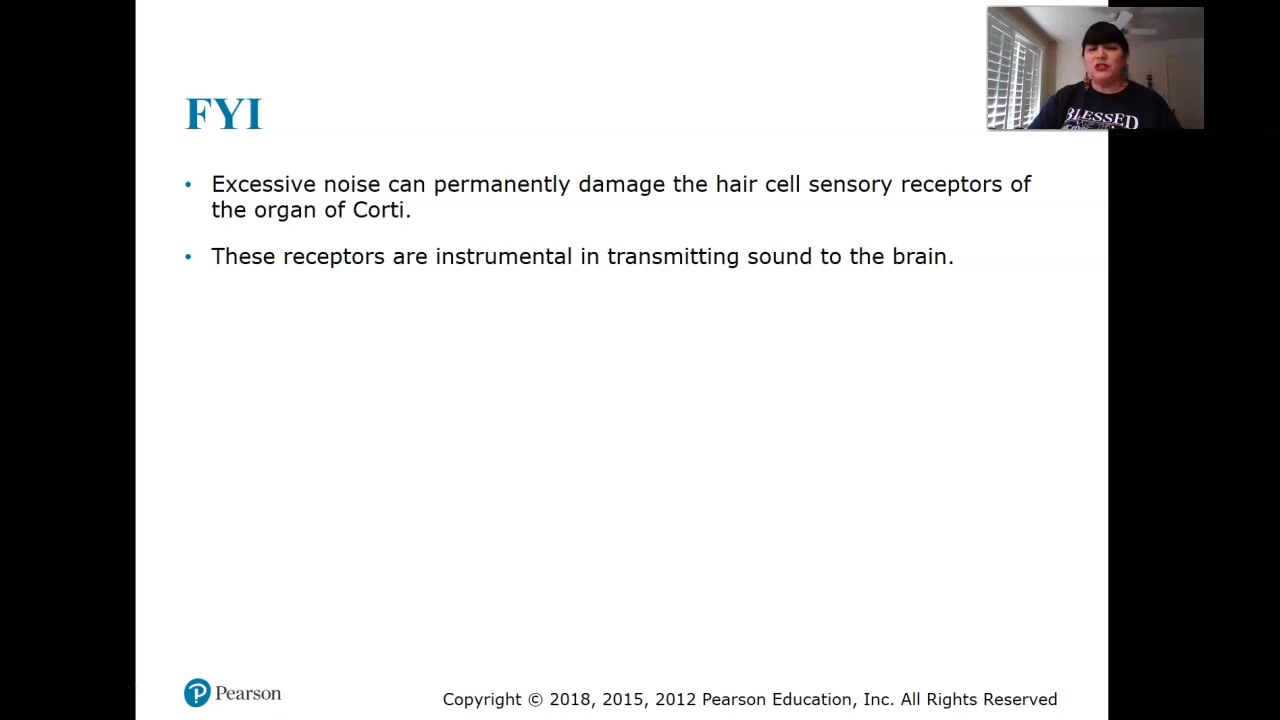 BLESSED
FYI
• Excessive noise can permanently damage the hair cell sensory receptors of
the organ of Corti.
• These receptors are instrumental in transmitting sound to the brain.
Pearson
Copyright © 2018, 2015, 2012 Pearson Education, Inc. All Rights Reserved